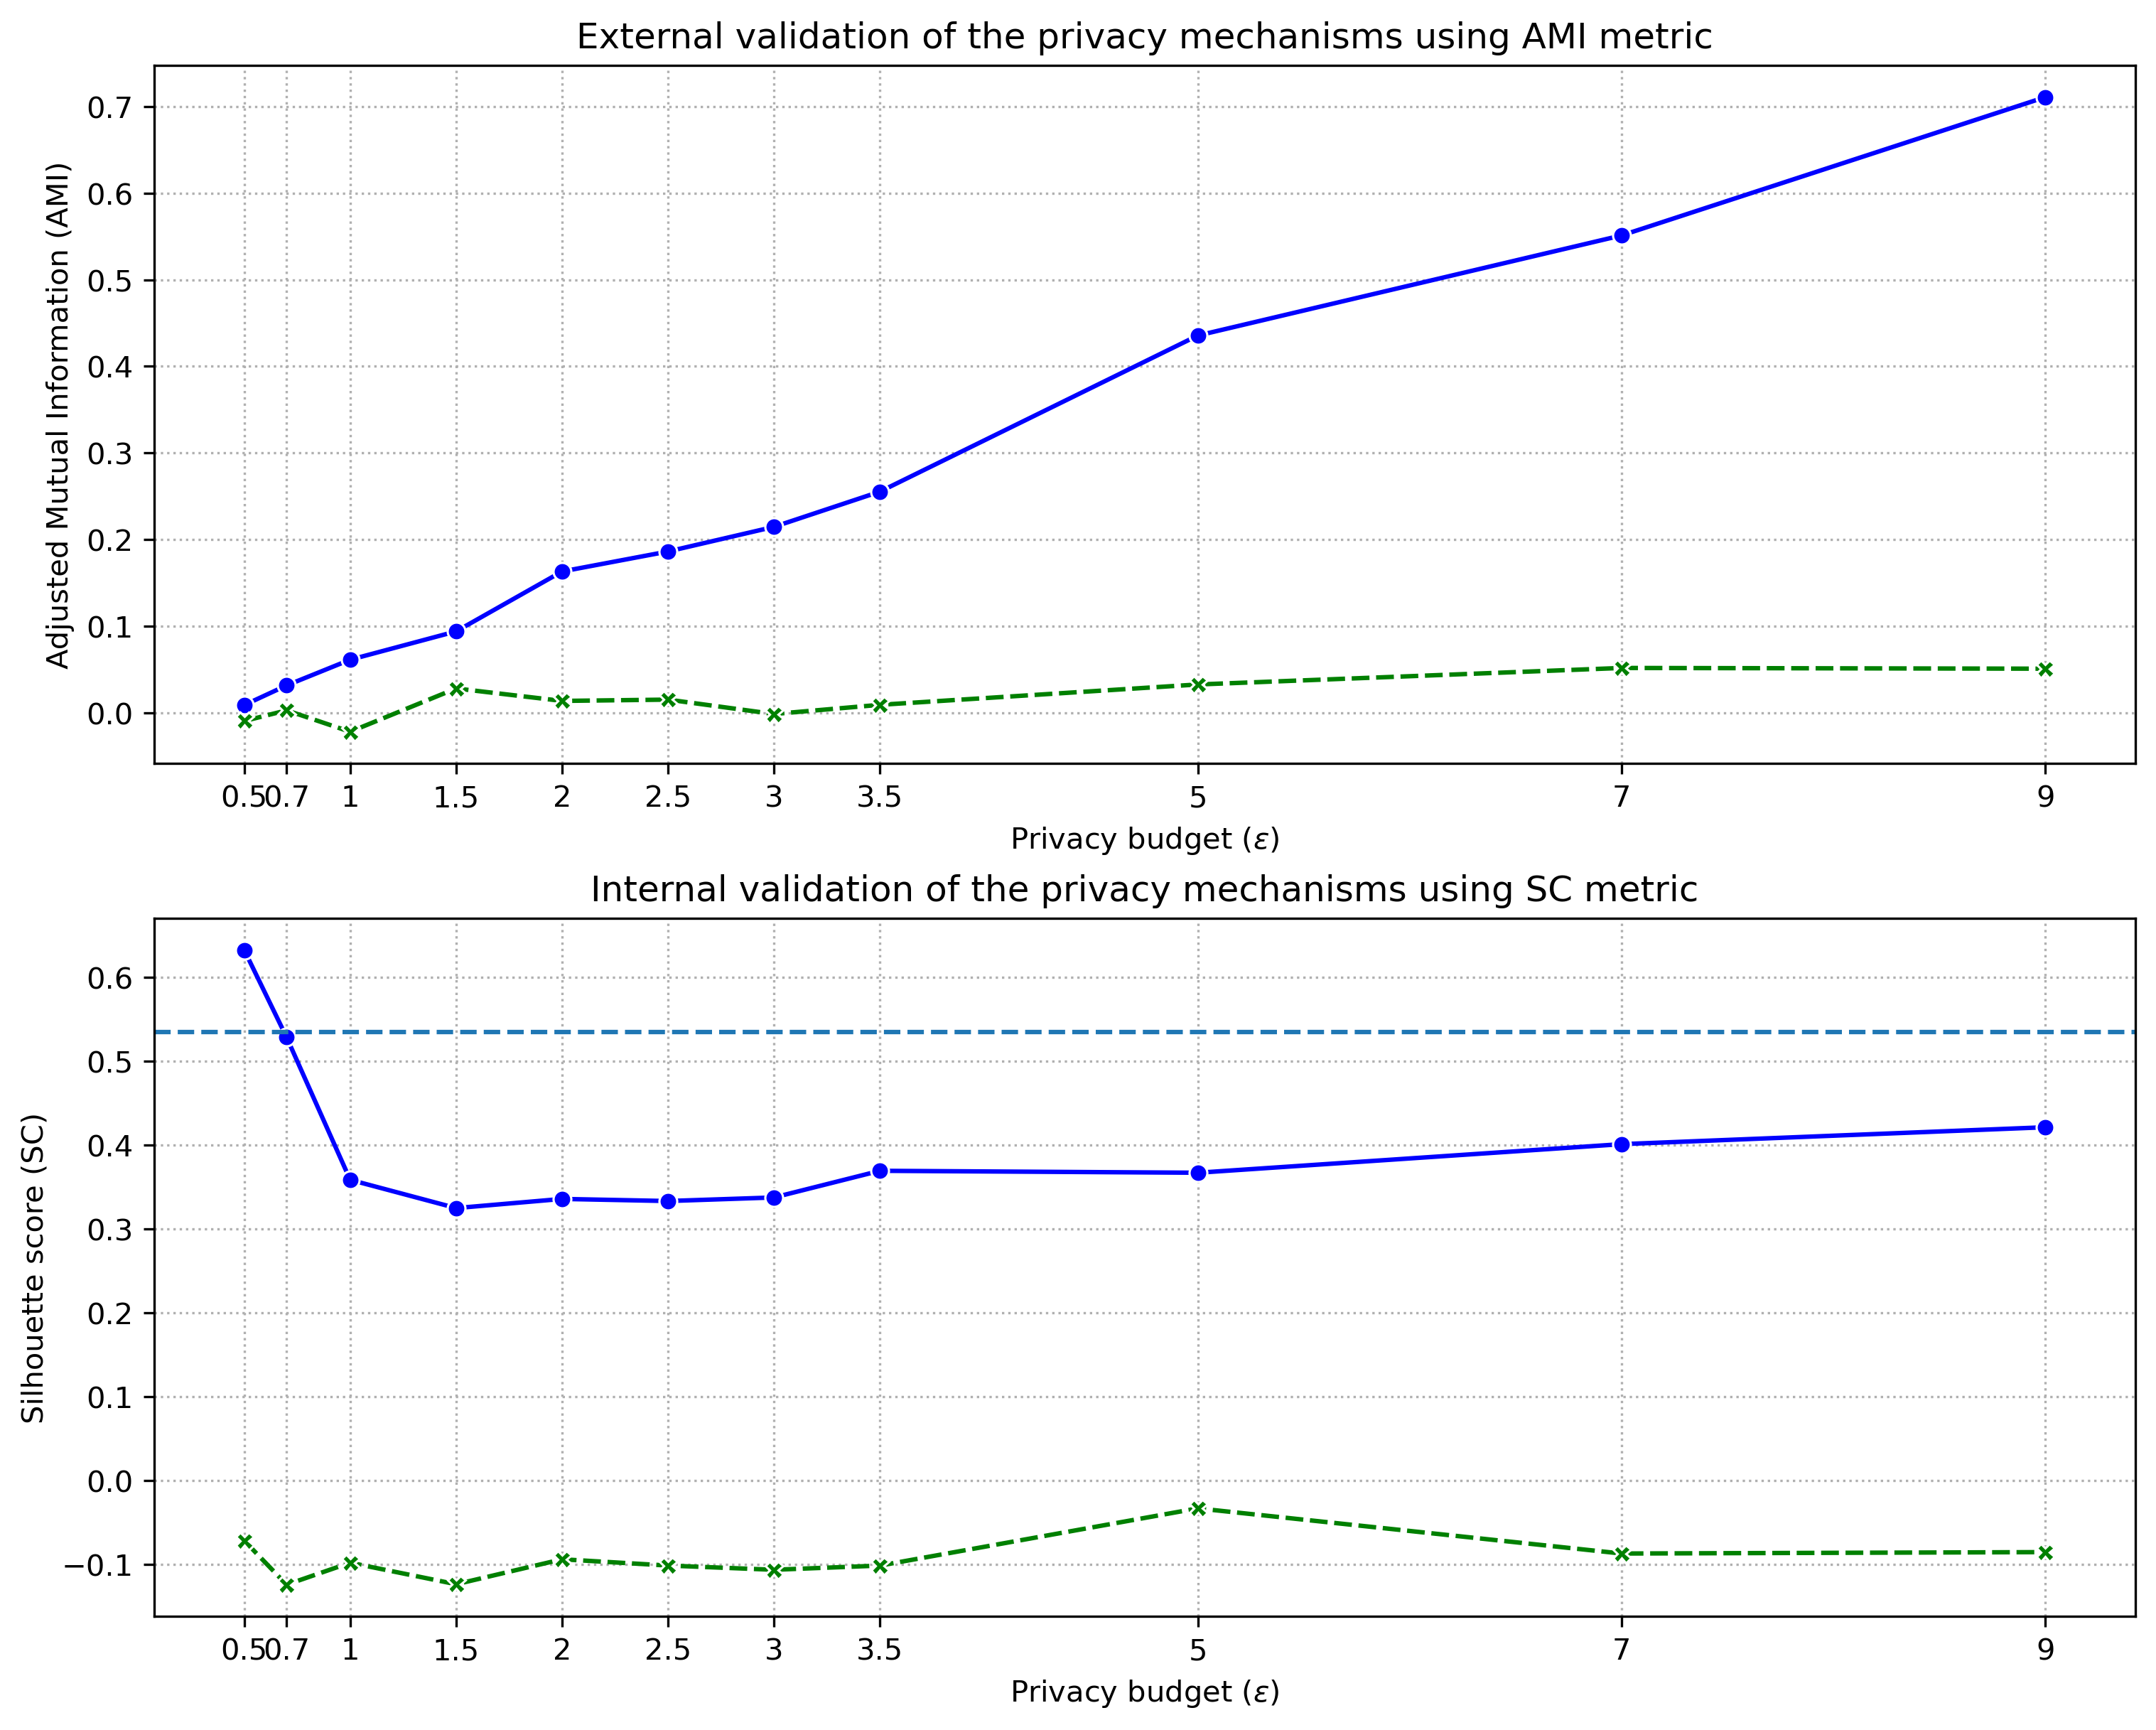 External validation of the privacy mechanisms using AMI metric
Adjusted Mutual Information (AMI)
0.7
0.6
0.5
0.4
0.3
0.2
0.1
0.0
0.5 0.7 1 1.5 2 2.5 3 3.5 5 7 9
Privacy budget (ε)
Internal validation of the privacy mechanisms using SC metric
Silhouette score (SC)
0.6
0.5
0.4
0.3
0.2
0.1
0.0
−0.1
0.5 0.7 1 1.5 2 2.5 3 3.5 5 7 9
Privacy budget (ε)